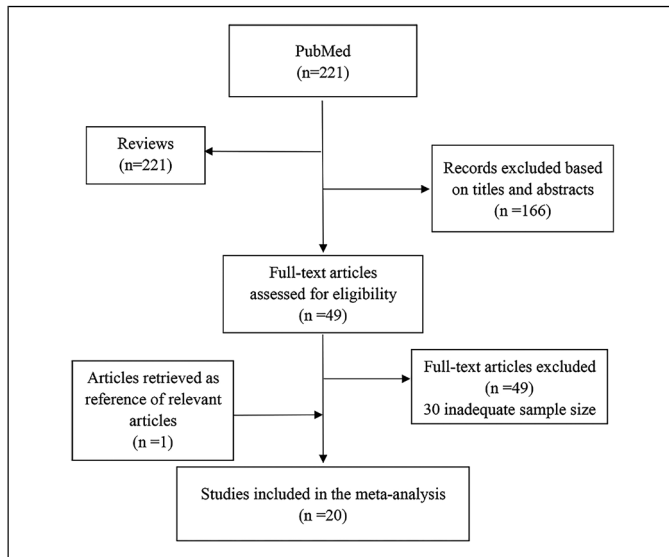 PubMed
(n=221)
Reviews
(n=221)
Records excluded based
on titles and abstracts
(n =166)
Full-text articles
assessed for eligibility
(n =49)
Full-text articles excluded
(n =49)
30 inadequate sample size
Articles retrieved as
reference of relevant
articles
(n =1)
Studies included in the meta-analysis
(n =20)